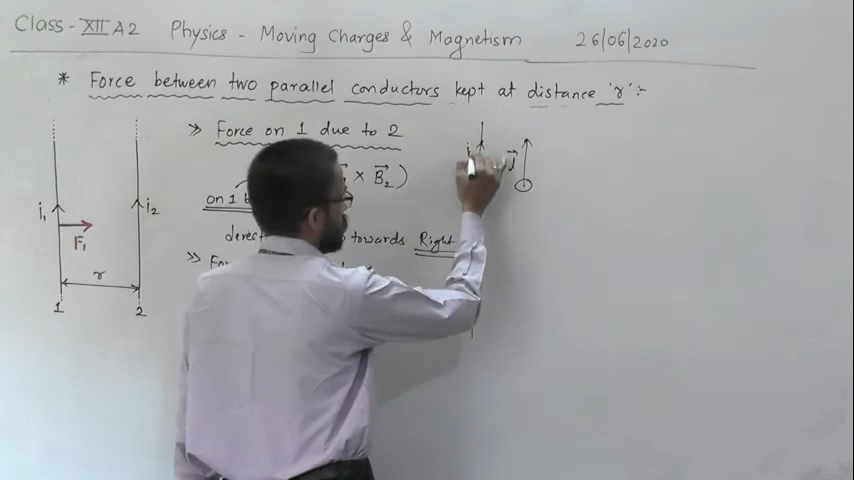 Class - XII A2 Physics - Moving Charges & Magnetism 26/06/2020
* Force between two parallel conductors kept at distance 'r' :-
» Force on 1 due to 2
× B₂)
on 1
towards Right
»
i₁
i₂
F₁
r
1 2